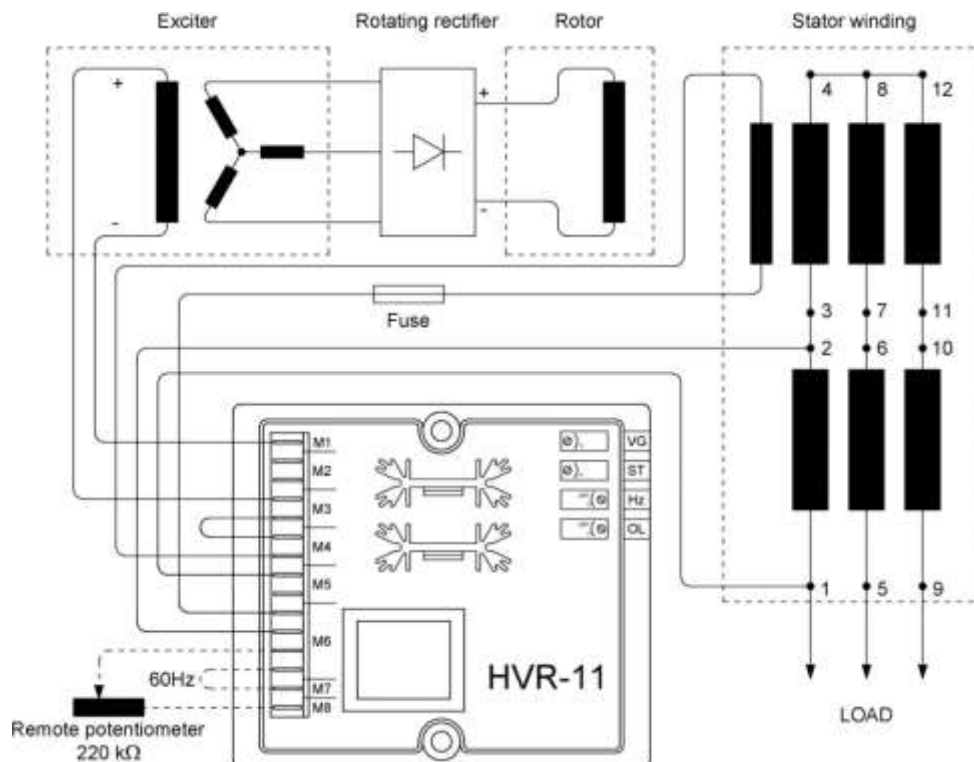 Exciter
Rotating rectifier
Rotor
Stator winding
+
+
-
-
4 8 12
3 7 11
2 6 10
Fuse
M1
M2
M3
M4
M5
M6
M7
M8
VG
ST
Hz
OL
1 5 9
60Hz
HVR-11
Remote potentiometer
220 kΩ
LOAD